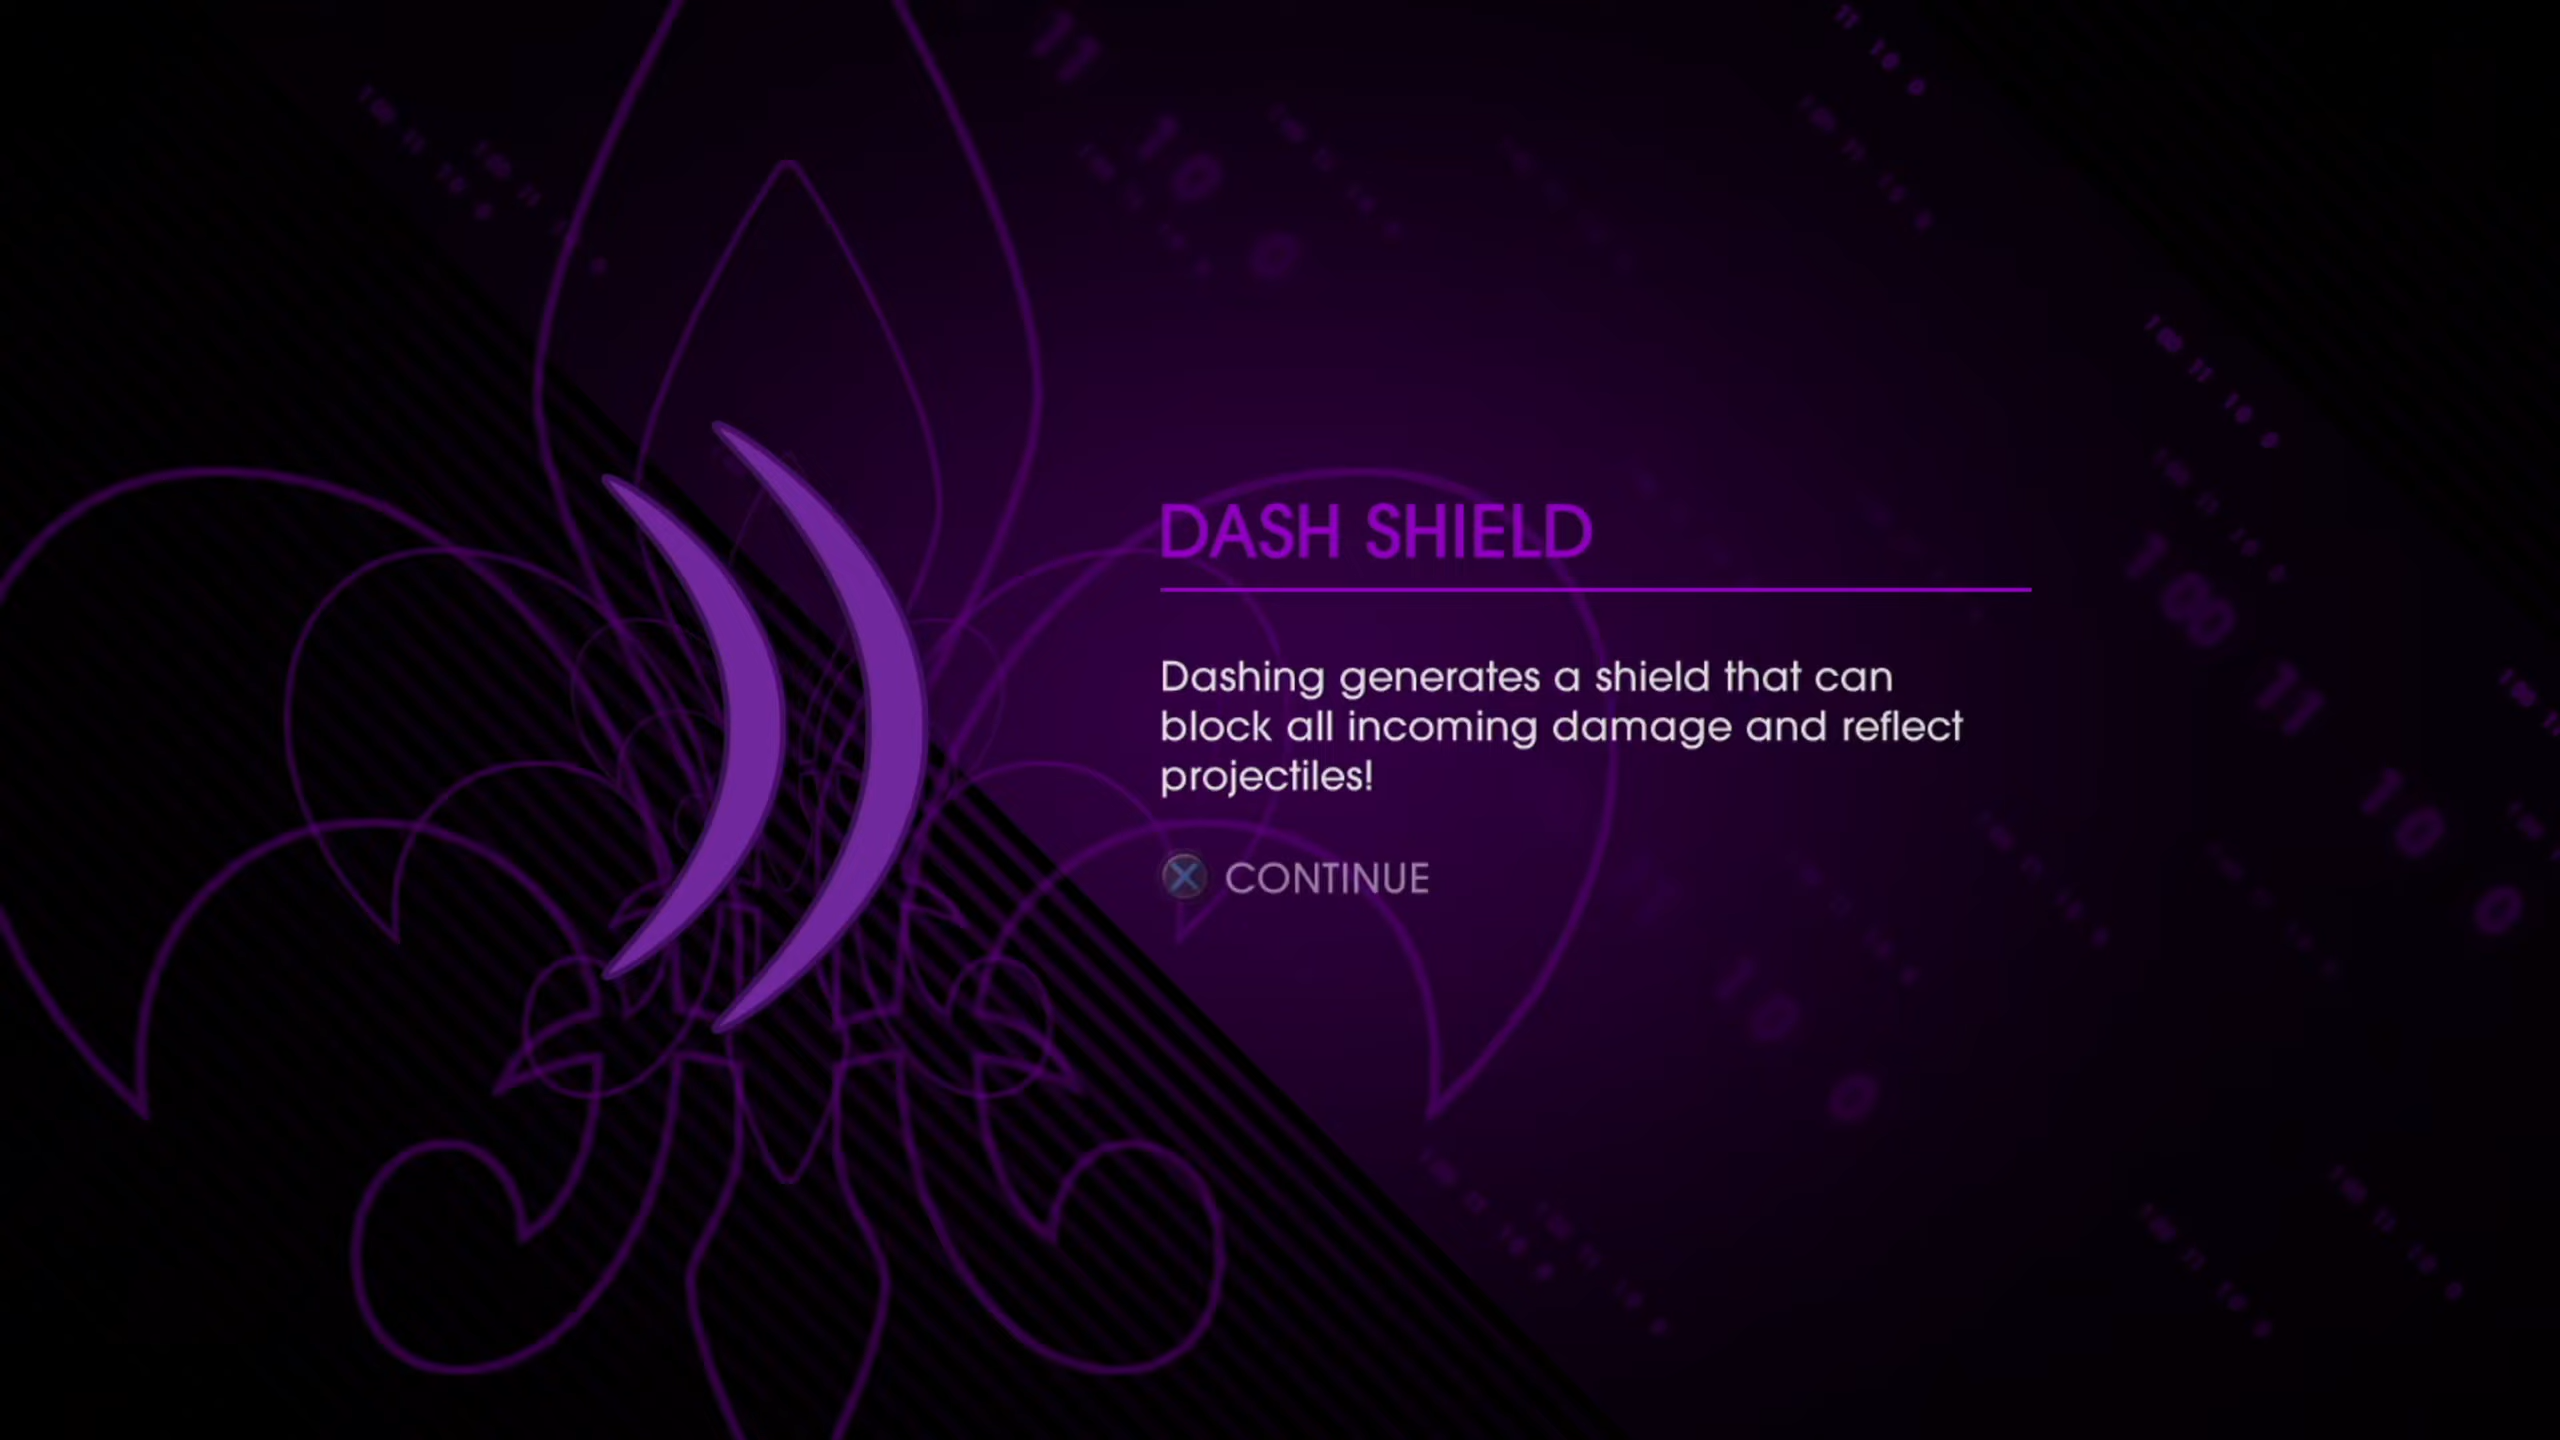 DASH SHIELD
Dashing generates a shield that can
block all incoming damage and reflect
projectiles!
CONTINUE